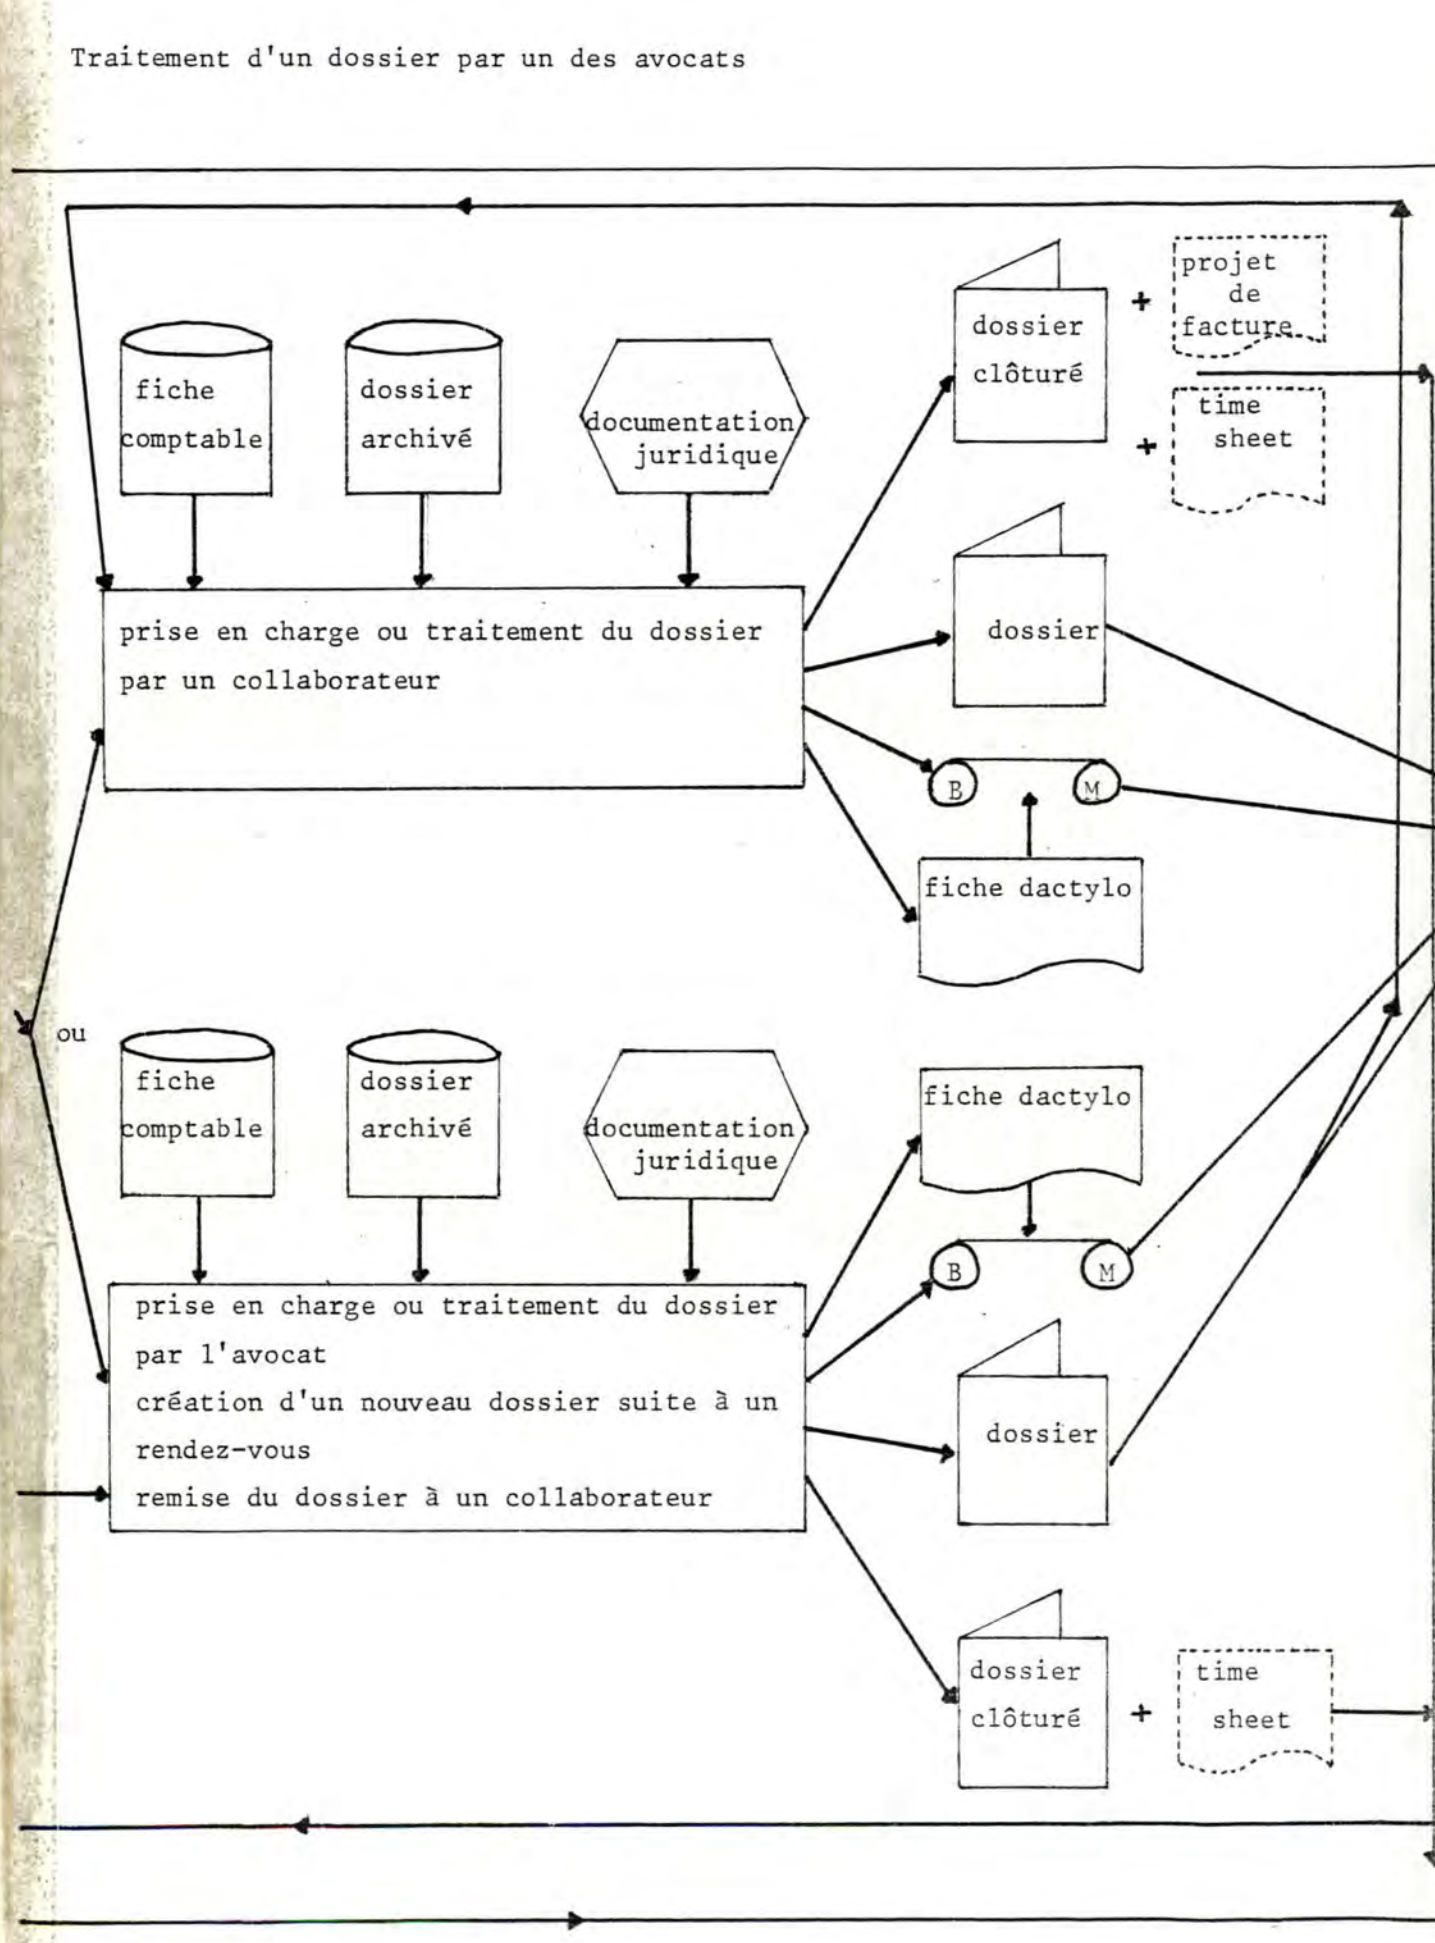 Traitement d'un dossier par un des avocats
projet
de
facture
dossier
clôturé
+
+
time
sheet
fiche
comptable
dossier
archivé
documentation
juridique
prise en charge ou traitement du dossier
par un collaborateur
dossier
B
M
fiche dactylo
ou
fiche
comptable
dossier
archivé
documentation
juridique
fiche dactylo
B
M
prise en charge ou traitement du dossier
par l'avocat
création d'un nouveau dossier suite à un
rendez-vous
remise du dossier à un collaborateur
dossier
dossier
clôturé
+
time
sheet